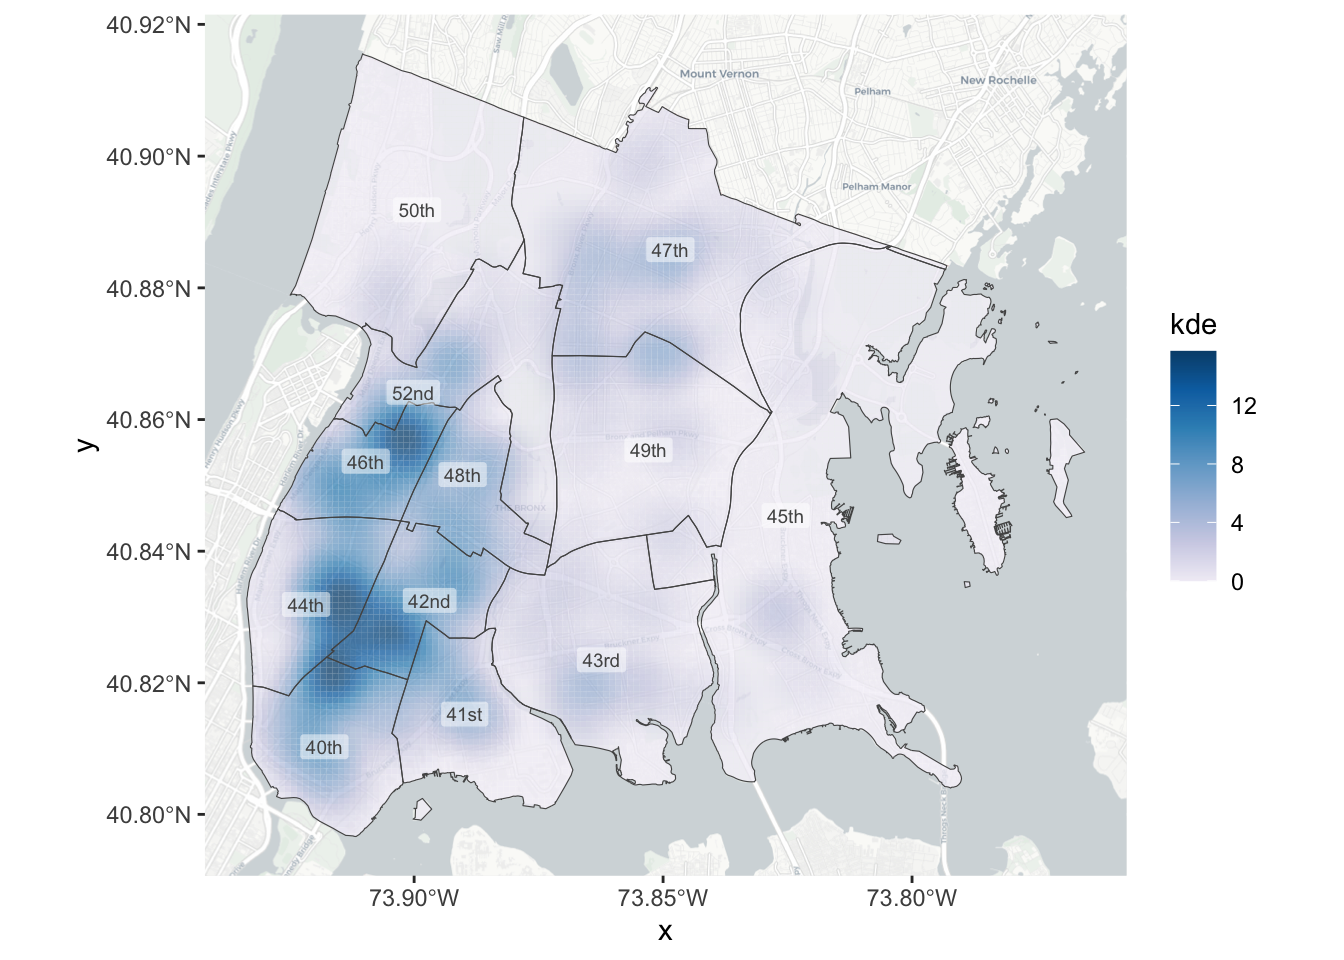 40.92°N
40.90°N
40.88°N
40.86°N
40.84°N
40.82°N
40.80°N
y
Mount Vernon
New Rochelle
Pelham
Pelham Manor
50th
47th
52nd
46th
48th
49th
THE BRONX
45th
44th
42nd
43rd
41st
40th
73.90°W
73.85°W
73.80°W
x
kde
12
8
4
0